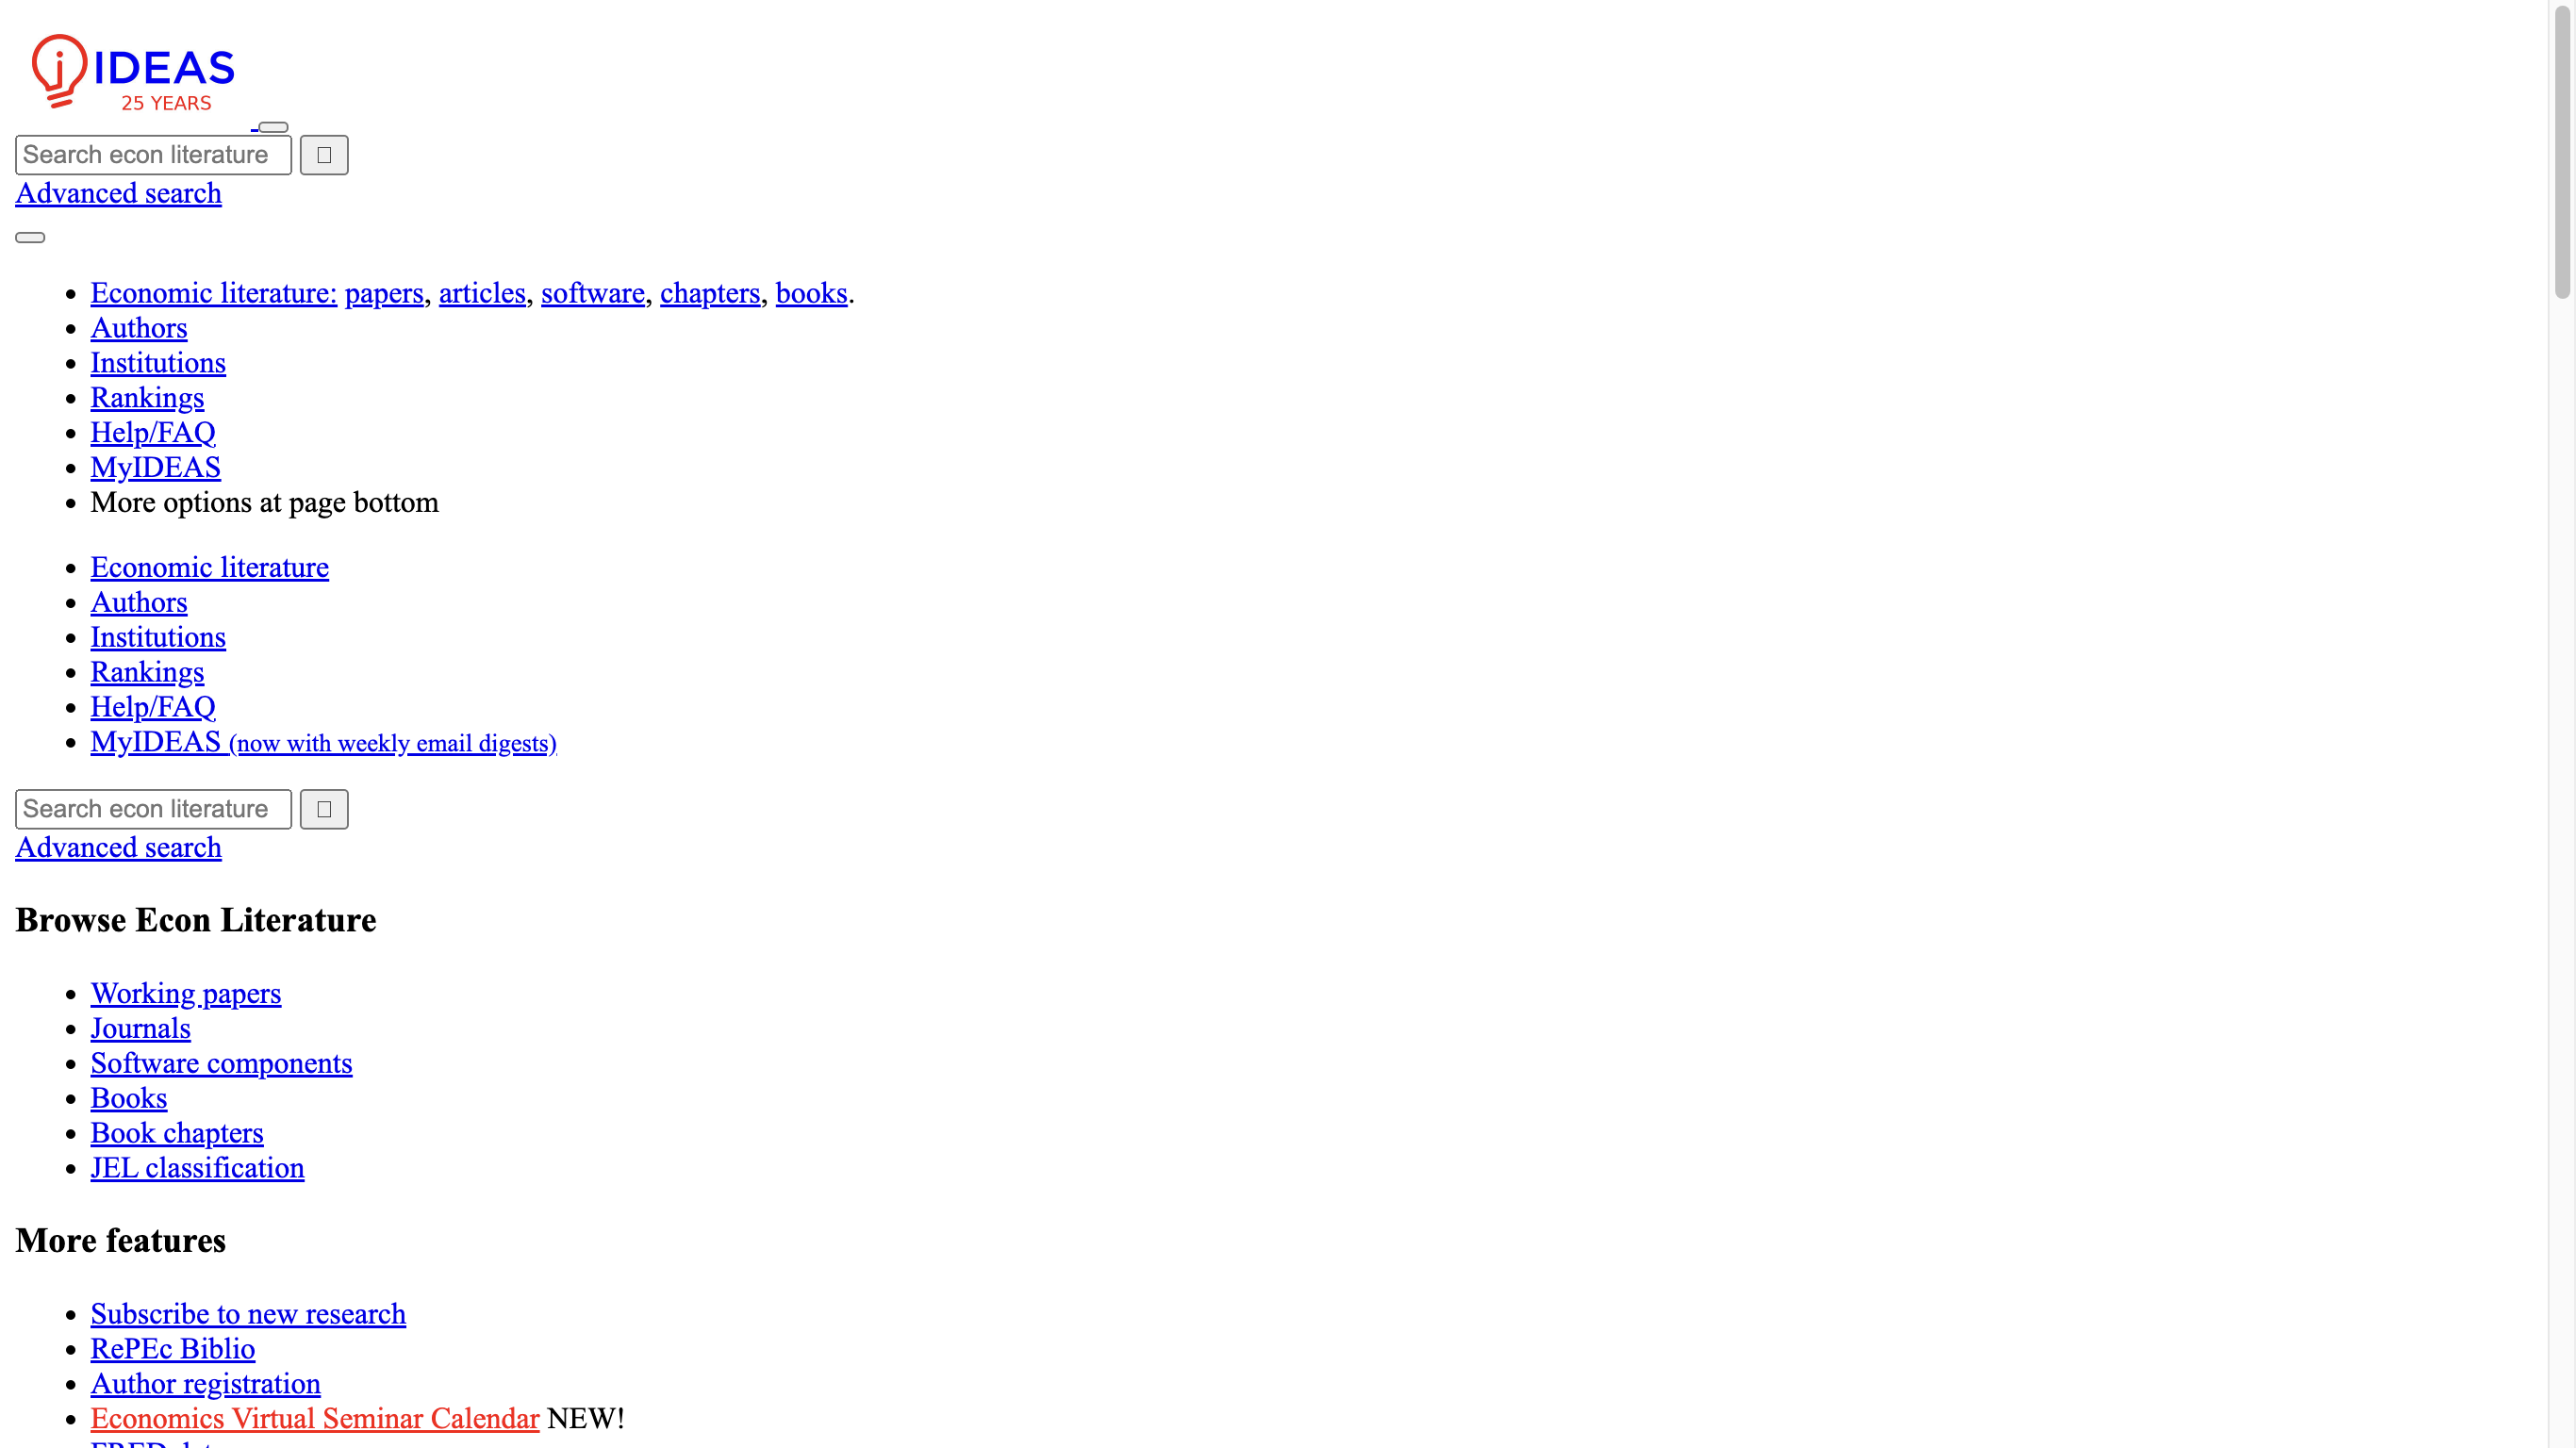 IDEAS
25 YEARS
Search econ literature
Advanced search
Economic literature: papers, articles, software, chapters, books.
Authors
Institutions
Rankings
Help/FAQ
MyIDEAS
More options at page bottom
Economic literature
Authors
Institutions
Rankings
Help/FAQ
MyIDEAS (now with weekly email digests)
Search econ literature
Advanced search
Browse Econ Literature
Working papers
Journals
Software components
Books
Book chapters
JEL classification
More features
Subscribe to new research
RePEc Biblio
Author registration
Economics Virtual Seminar Calendar NEW!